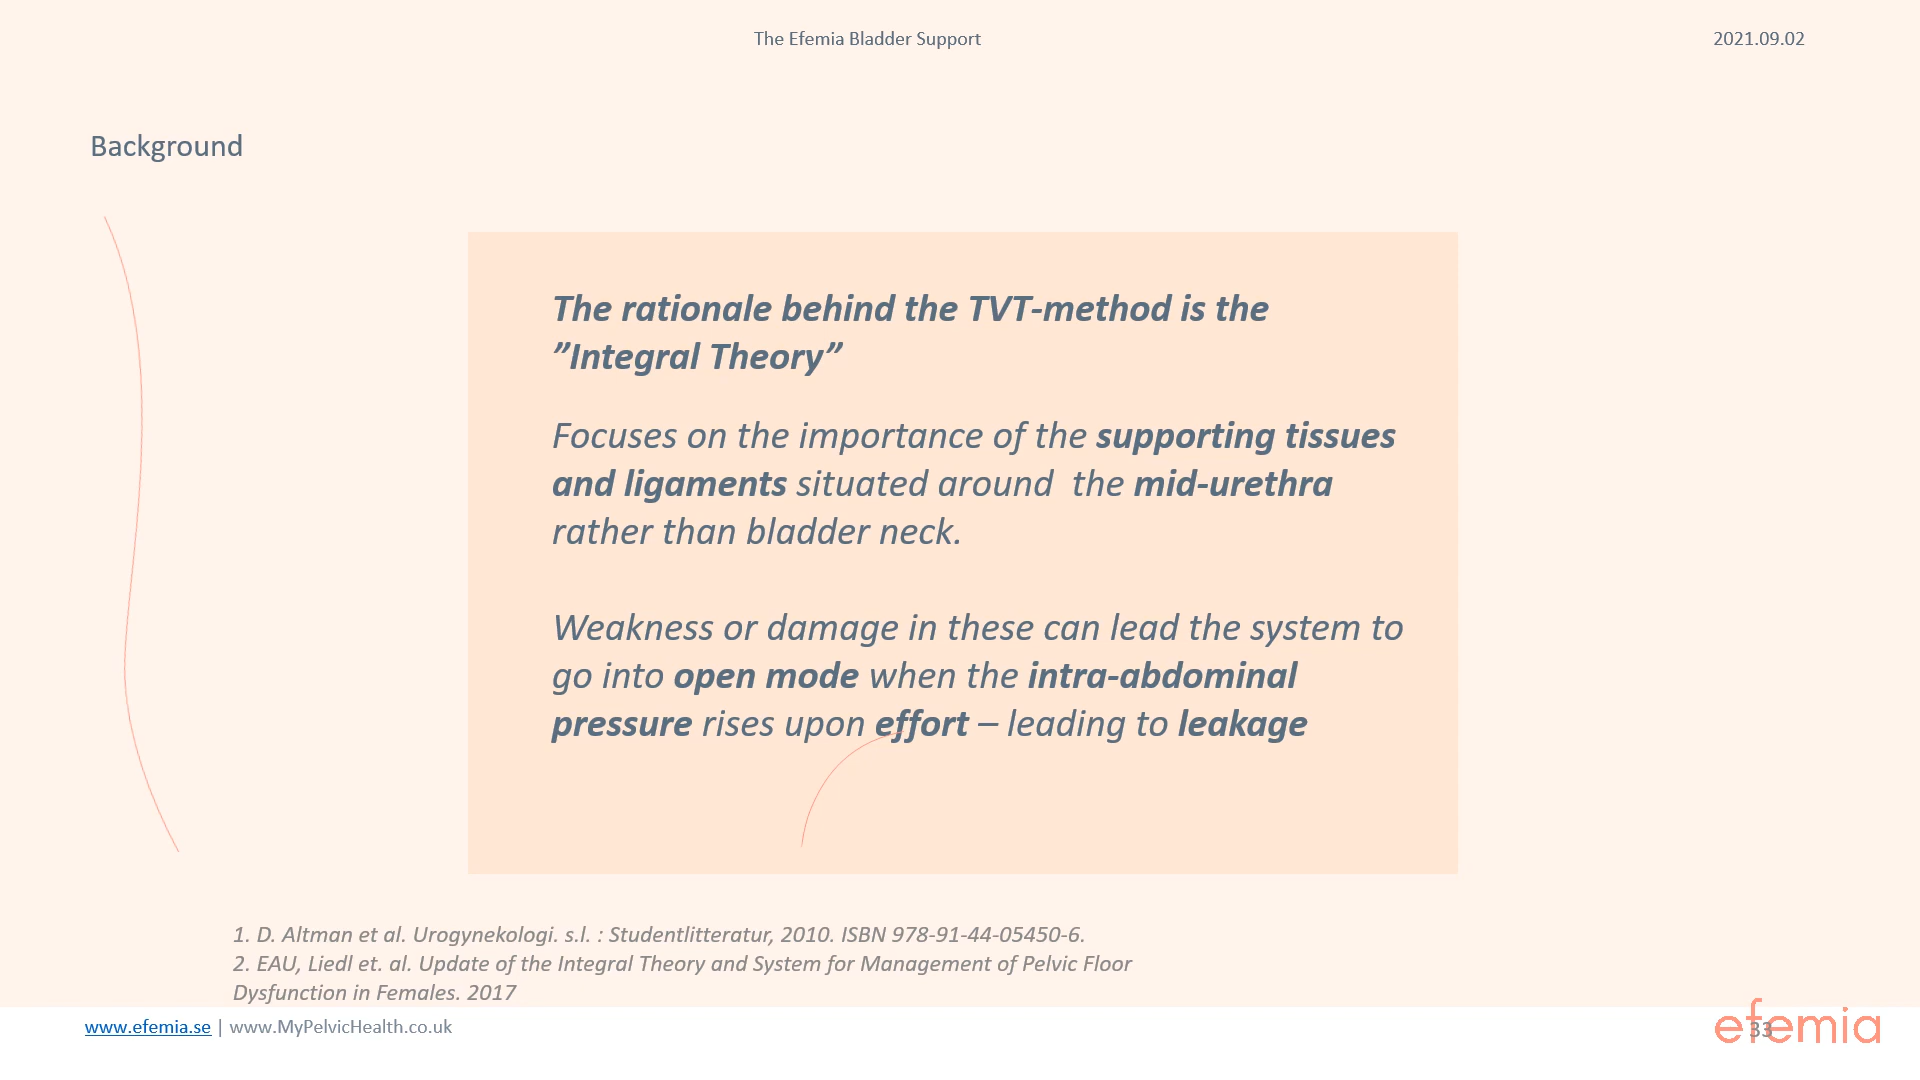 The Efemia Bladder Support
2021.09.02
Background
The rationale behind the TVT-method is the
”Integral Theory”
Focuses on the importance of the supporting tissues
and ligaments situated around  the mid-urethra
rather than bladder neck.
Weakness or damage in these can lead the system to
go into open mode when the intra-abdominal
pressure rises upon effort – leading to leakage
1. D. Altman et al. Urogynekologi. s.l. : Studentlitteratur, 2010. ISBN 978-91-44-05450-6.
2. EAU, Liedl et. al. Update of the Integral Theory and System for Management of Pelvic Floor
Dysfunction in Females. 2017
www.efemia.se | www.MyPelvicHealth.co.uk
efemia
33